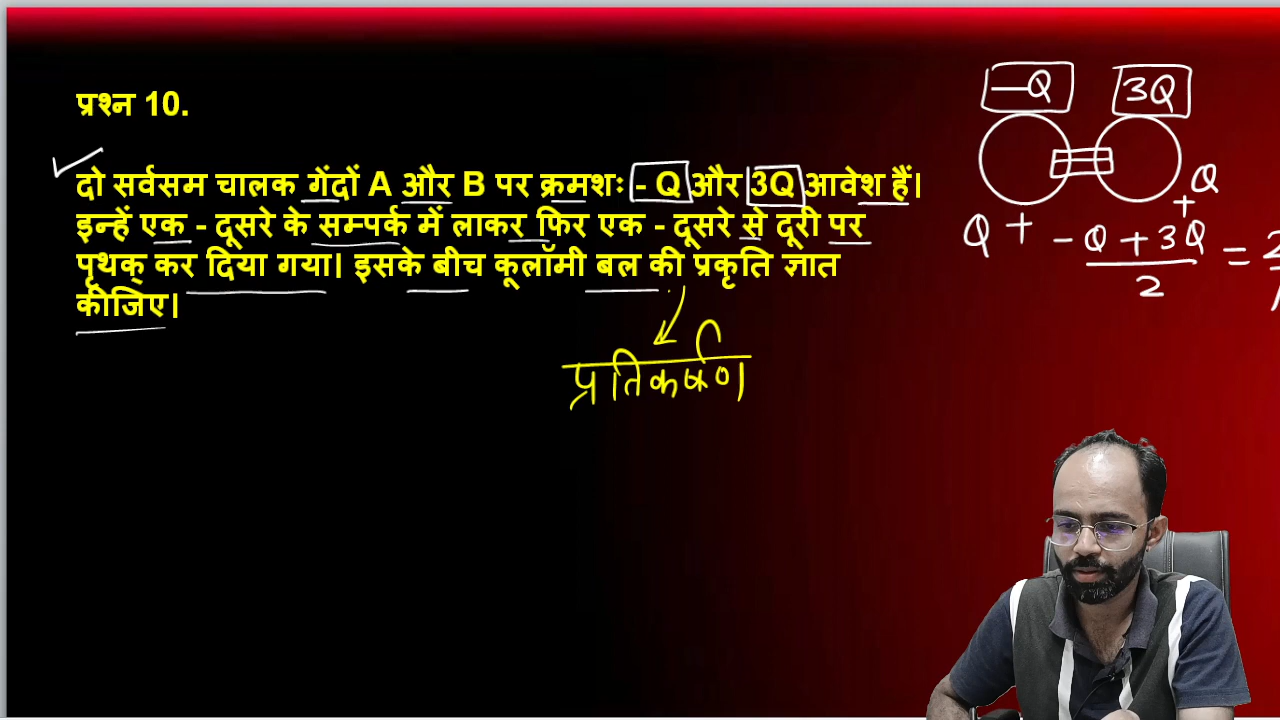 प्रश्न 10.
दो सर्वसम चालक गेंदों A और B पर क्रमशः - Q और 3Q आवेश हैं।
इन्हें एक - दूसरे के सम्पर्क में लाकर फिर एक - दूसरे से दूरी पर
पृथक् कर दिया गया। इसके बीच कूलॉमी बल की प्रकृति ज्ञात
कीजिए।
प्रतिकर्षण
-Q 3Q
Q + + Q
-Q + 3Q =
2